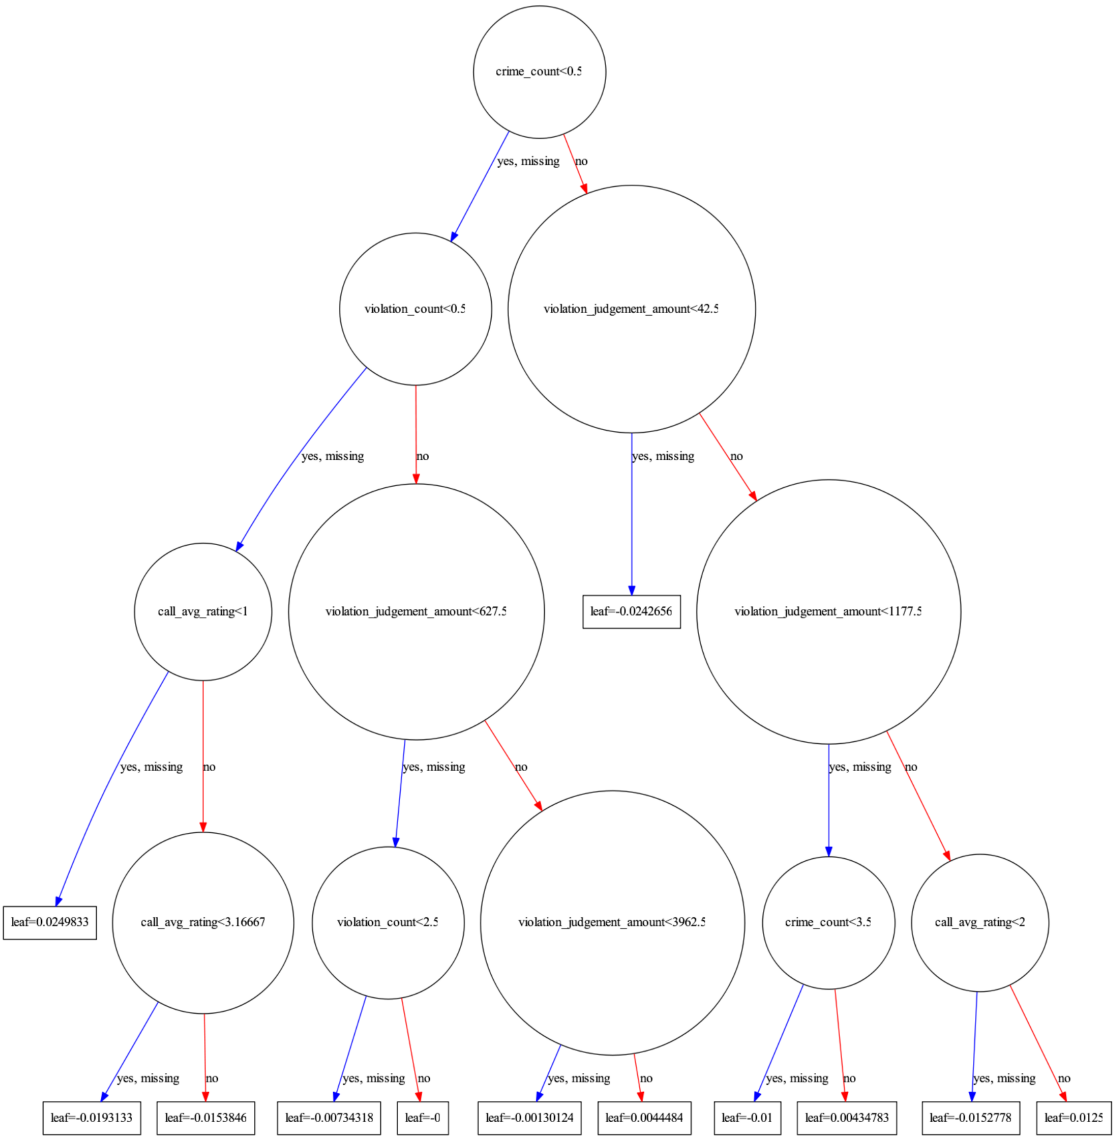 crime_count<0.5
yes, missing
no
violation_count<0.5
violation_judgement_amount<42.5
yes, missing
no
yes, missing
no
call_avg_rating<1
violation_judgement_amount<627.5
leaf=-0.0242656
violation_judgement_amount<1177.5
yes, missing
no
yes, missing
no
yes, missing
no
leaf=0.0249833
call_avg_rating<3.16667
violation_count<2.5
violation_judgement_amount<3962.5
crime_count<3.5
call_avg_rating<2
yes, missing
no
yes, missing
no
yes, missing
no
yes, missing
no
yes, missing
no
leaf=-0.0193133
leaf=-0.0153846
leaf=-0.00734318
leaf=-0
leaf=-0.00130124
leaf=0.0044484
leaf=-0.01
leaf=0.00434783
leaf=-0.0152778
leaf=0.0125